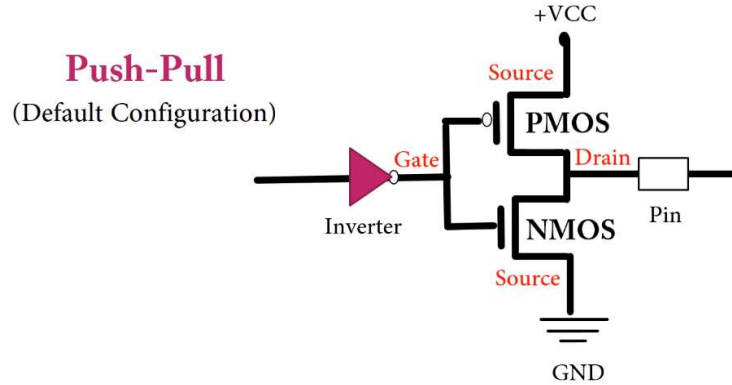 +VCC
Push-Pull
(Default Configuration)
Source
PMOS
Gate
Drain
Inverter
Pin
NMOS
Source
GND